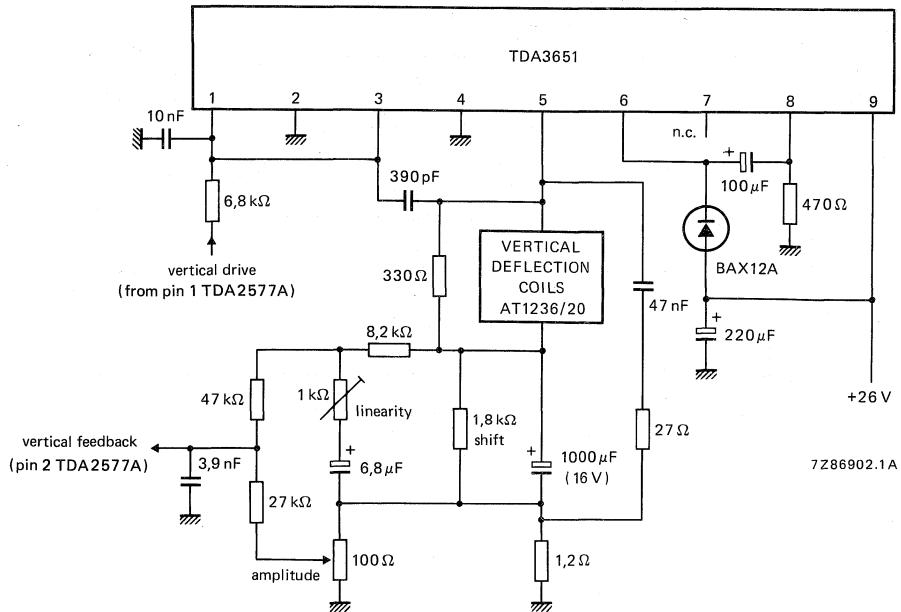 TDA3651
1 2 3 4 5 6 7 8 9
10 nF
n.c.
+
100 µF
390 pF
6,8 kΩ
470 Ω
VERTICAL
DEFLECTION
COILS
AT1236/20
BAX12A
vertical drive
(from pin 1 TDA2577A)
330 Ω
47 nF
+
220 µF
8,2 kΩ
47 kΩ
1 kΩ
linearity
1,8 kΩ
shift
+26 V
27 Ω
vertical feedback
(pin 2 TDA2577A)
3,9 nF
+
6,8 µF
+
1000 µF
(16 V)
7Z86902.1A
27 kΩ
amplitude
100 Ω
1,2 Ω